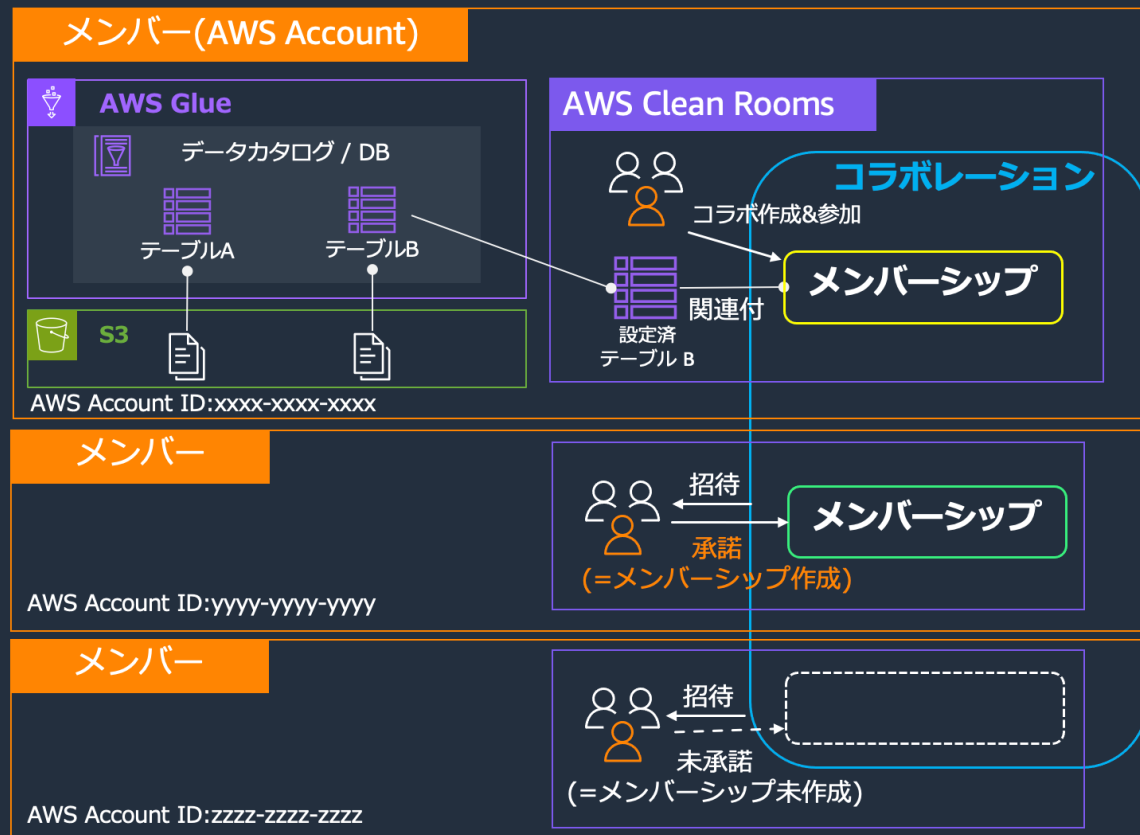 メンバー(AWS Account)
AWS Glue
データカタログ / DB
テーブルA
テーブルB
S3
AWS Account ID:xxxx-xxxx-xxxx
AWS Clean Rooms
コラボレーション
コラボ作成&参加
メンバーシップ
関連付
設定済
テーブル B
メンバー
招待
メンバーシップ
承諾
(=メンバーシップ作成)
AWS Account ID:yyyy-yyyy-yyyy
メンバー
招待
未承諾
(=メンバーシップ未作成)
AWS Account ID:zzzz-zzzz-zzzz